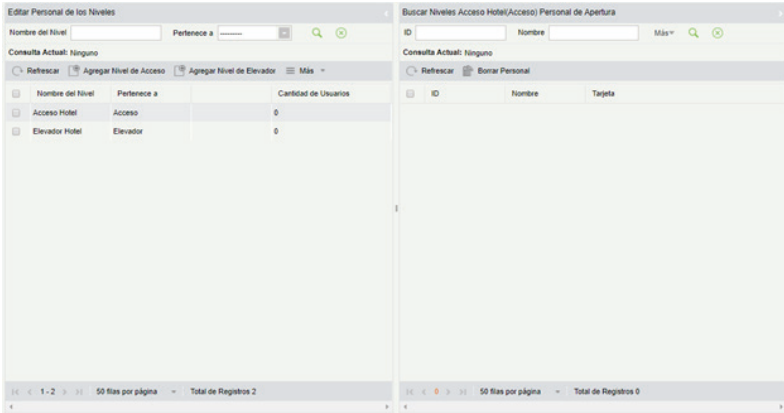 Editar Personal de los Niveles
Nombre del Nivel Pertenece a ---------
Consulta Actual: Ninguno
Refrescar Agregar Nivel de Acceso Agregar Nivel de Elevador Más
Nombre del Nivel Pertenece a Cantidad de Usuarios
Acceso Hotel Acceso 0
Elevador Hotel Elevador 0
1 - 2 50 filas por página Total de Registros 2
Buscar Niveles Acceso Hotel(Acceso) Personal de Apertura
ID Nombre Más
Consulta Actual: Ninguno
Refrescar Borrar Personal
ID Nombre Tarjeta
0 50 filas por página Total de Registros 0